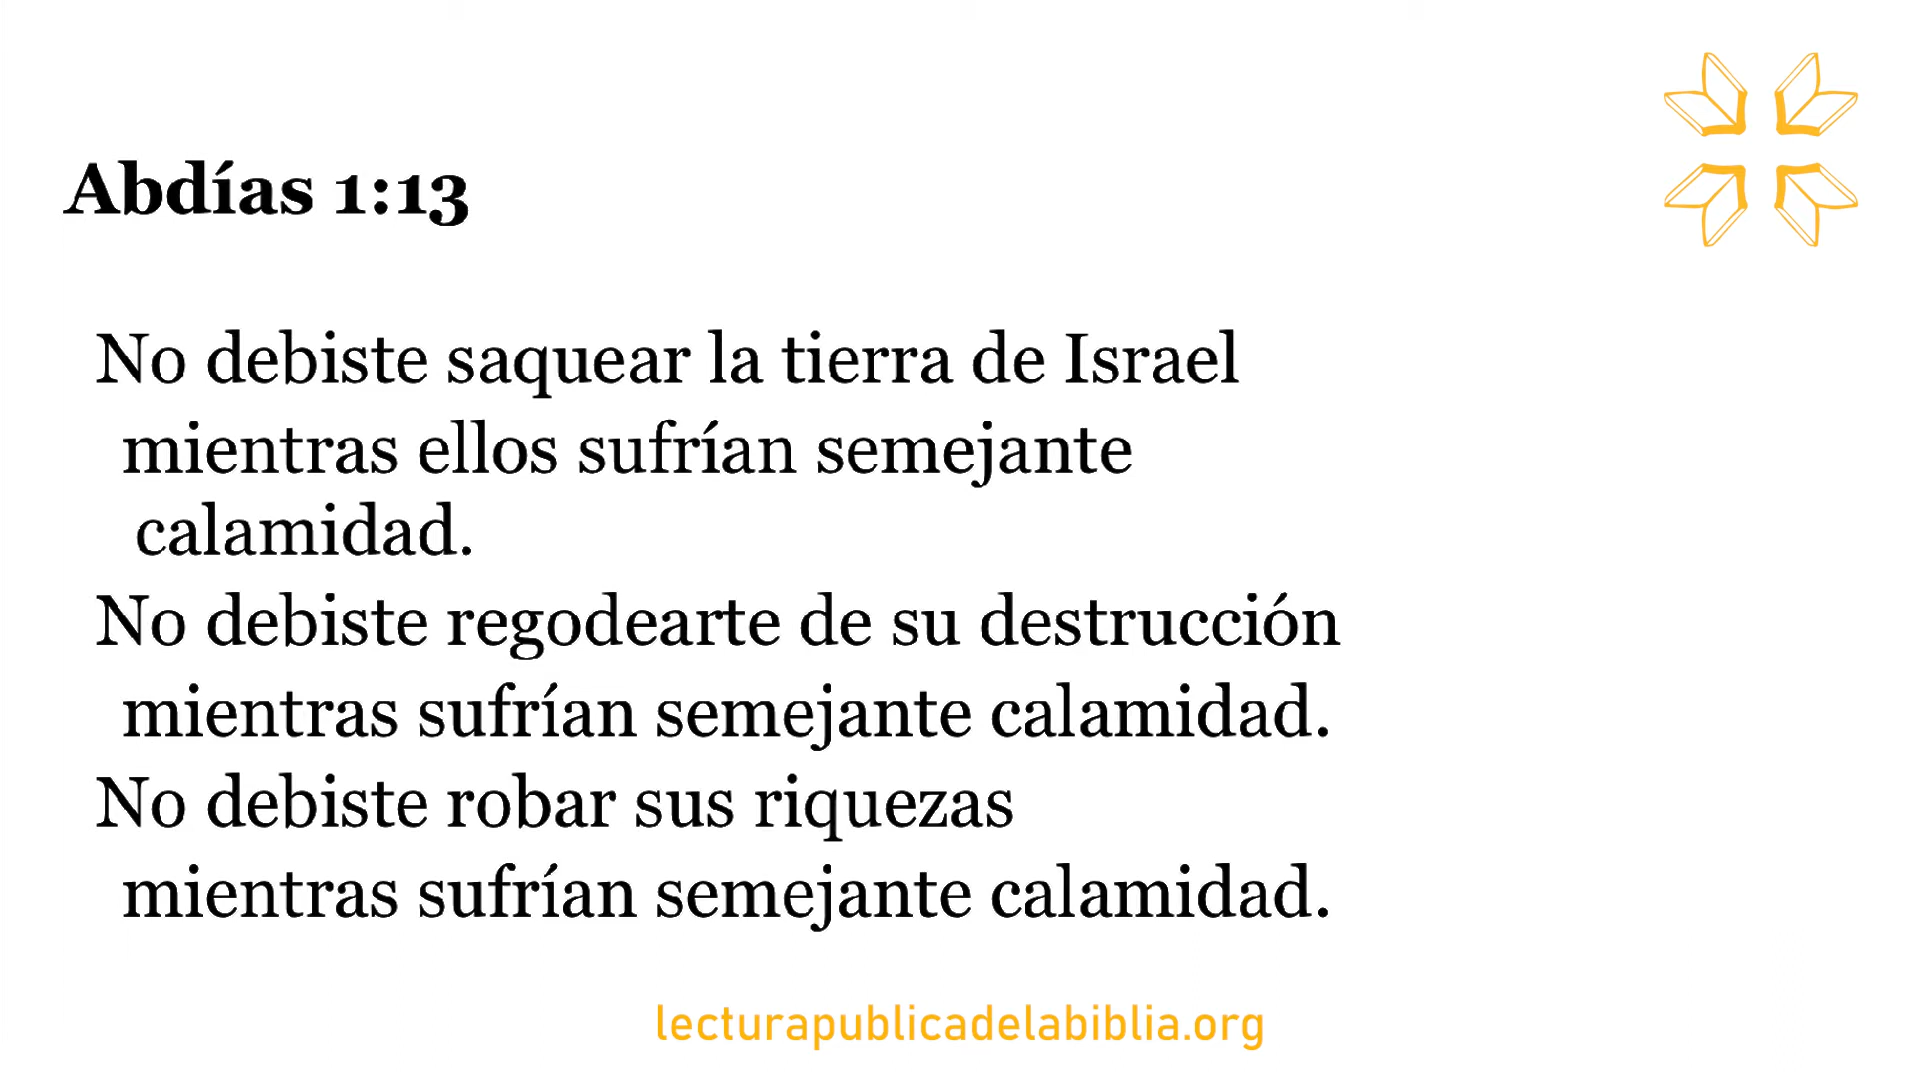 Abdías 1:13
No debiste saquear la tierra de Israel
mientras ellos sufrían semejante
calamidad.
No debiste regodearte de su destrucción
mientras sufrían semejante calamidad.
No debiste robar sus riquezas
mientras sufrían semejante calamidad.
lecturapublicadelabiblia.org